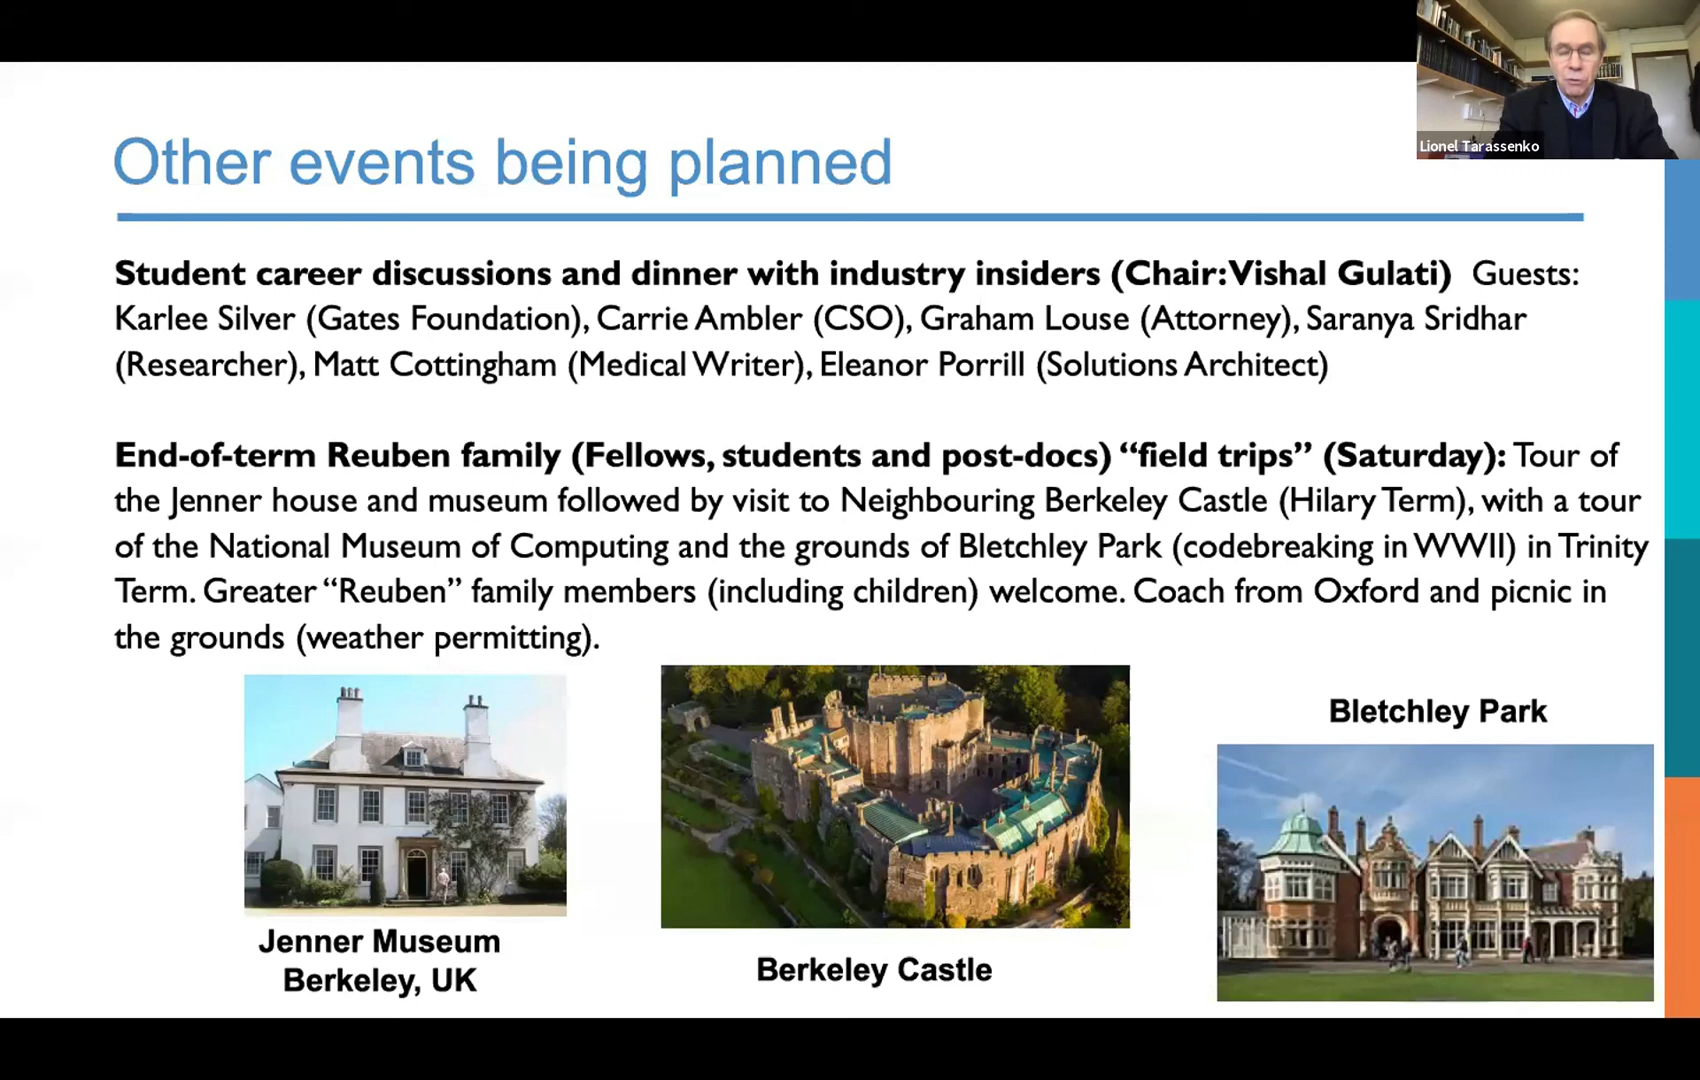 Lionel Tarassenko
Other events being planned
Student career discussions and dinner with industry insiders (Chair: Vishal Gulati) Guests:
Karlee Silver (Gates Foundation), Carrie Ambler (CSO), Graham Louse (Attorney), Saranya Sridhar
(Researcher), Matt Cottingham (Medical Writer), Eleanor Porrill (Solutions Architect)
End-of-term Reuben family (Fellows, students and post-docs) “field trips” (Saturday): Tour of
the Jenner house and museum followed by visit to Neighbouring Berkeley Castle (Hilary Term), with a tour
of the National Museum of Computing and the grounds of Bletchley Park (codebreaking in WWII) in Trinity
Term. Greater “Reuben” family members (including children) welcome. Coach from Oxford and picnic in
the grounds (weather permitting).
Bletchley Park
Jenner Museum
Berkeley, UK
Berkeley Castle